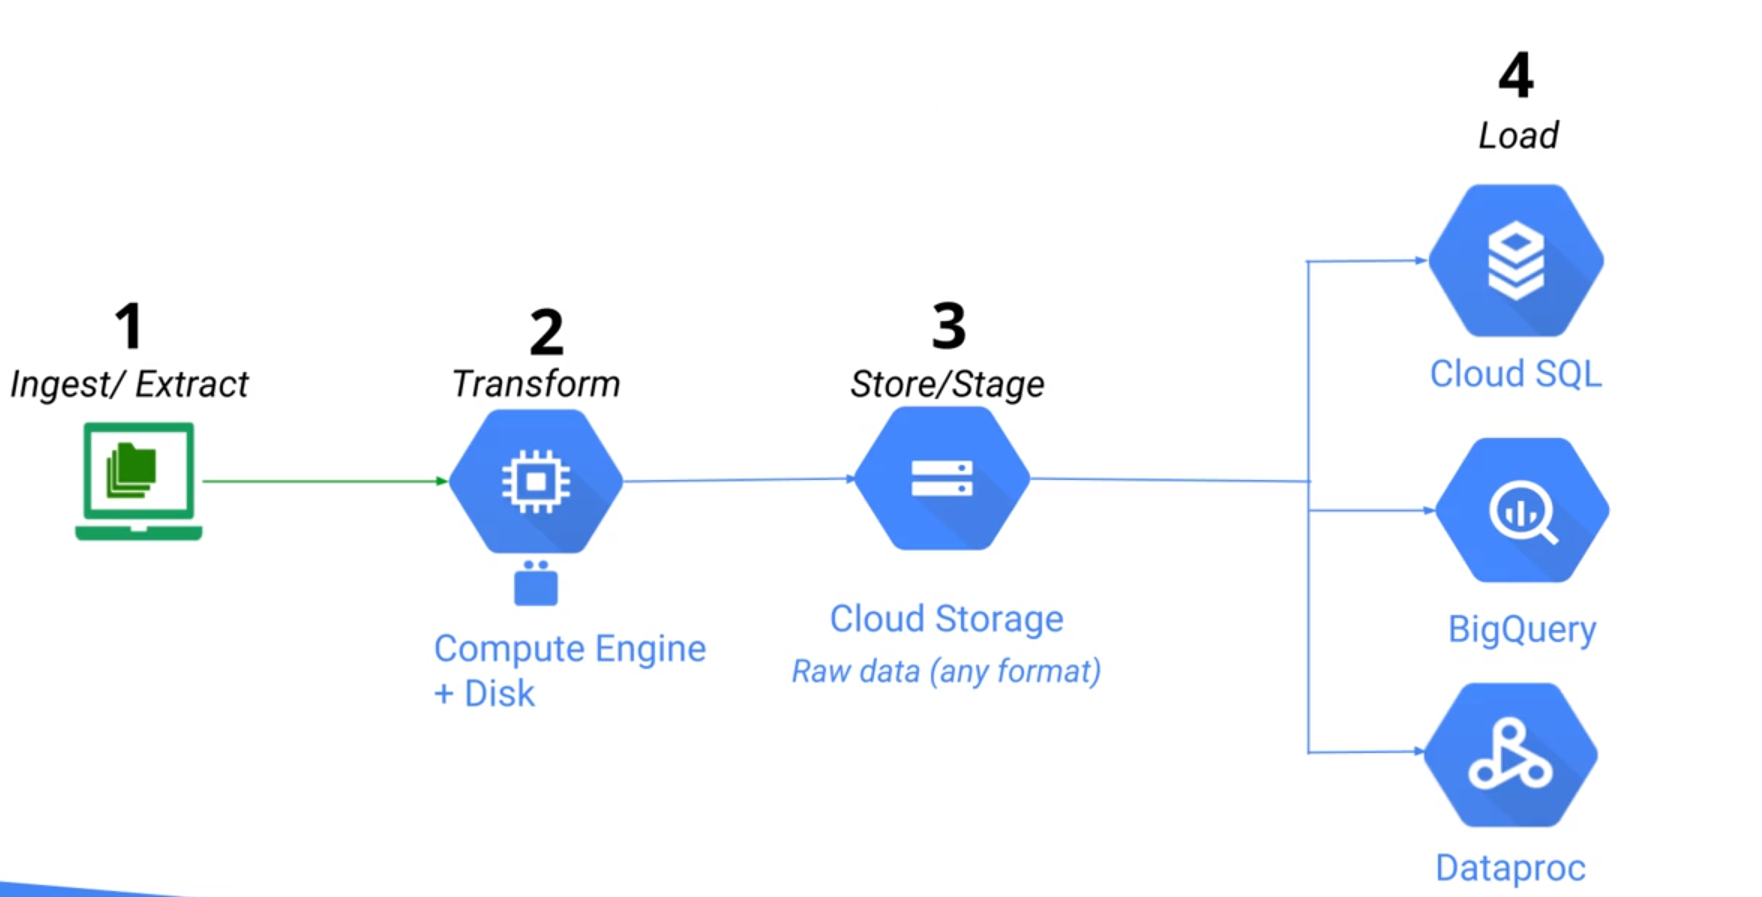 1
Ingest/ Extract
2
Transform
Compute Engine
+ Disk
3
Store/Stage
Cloud Storage
Raw data (any format)
4
Load
Cloud SQL
BigQuery
Dataproc